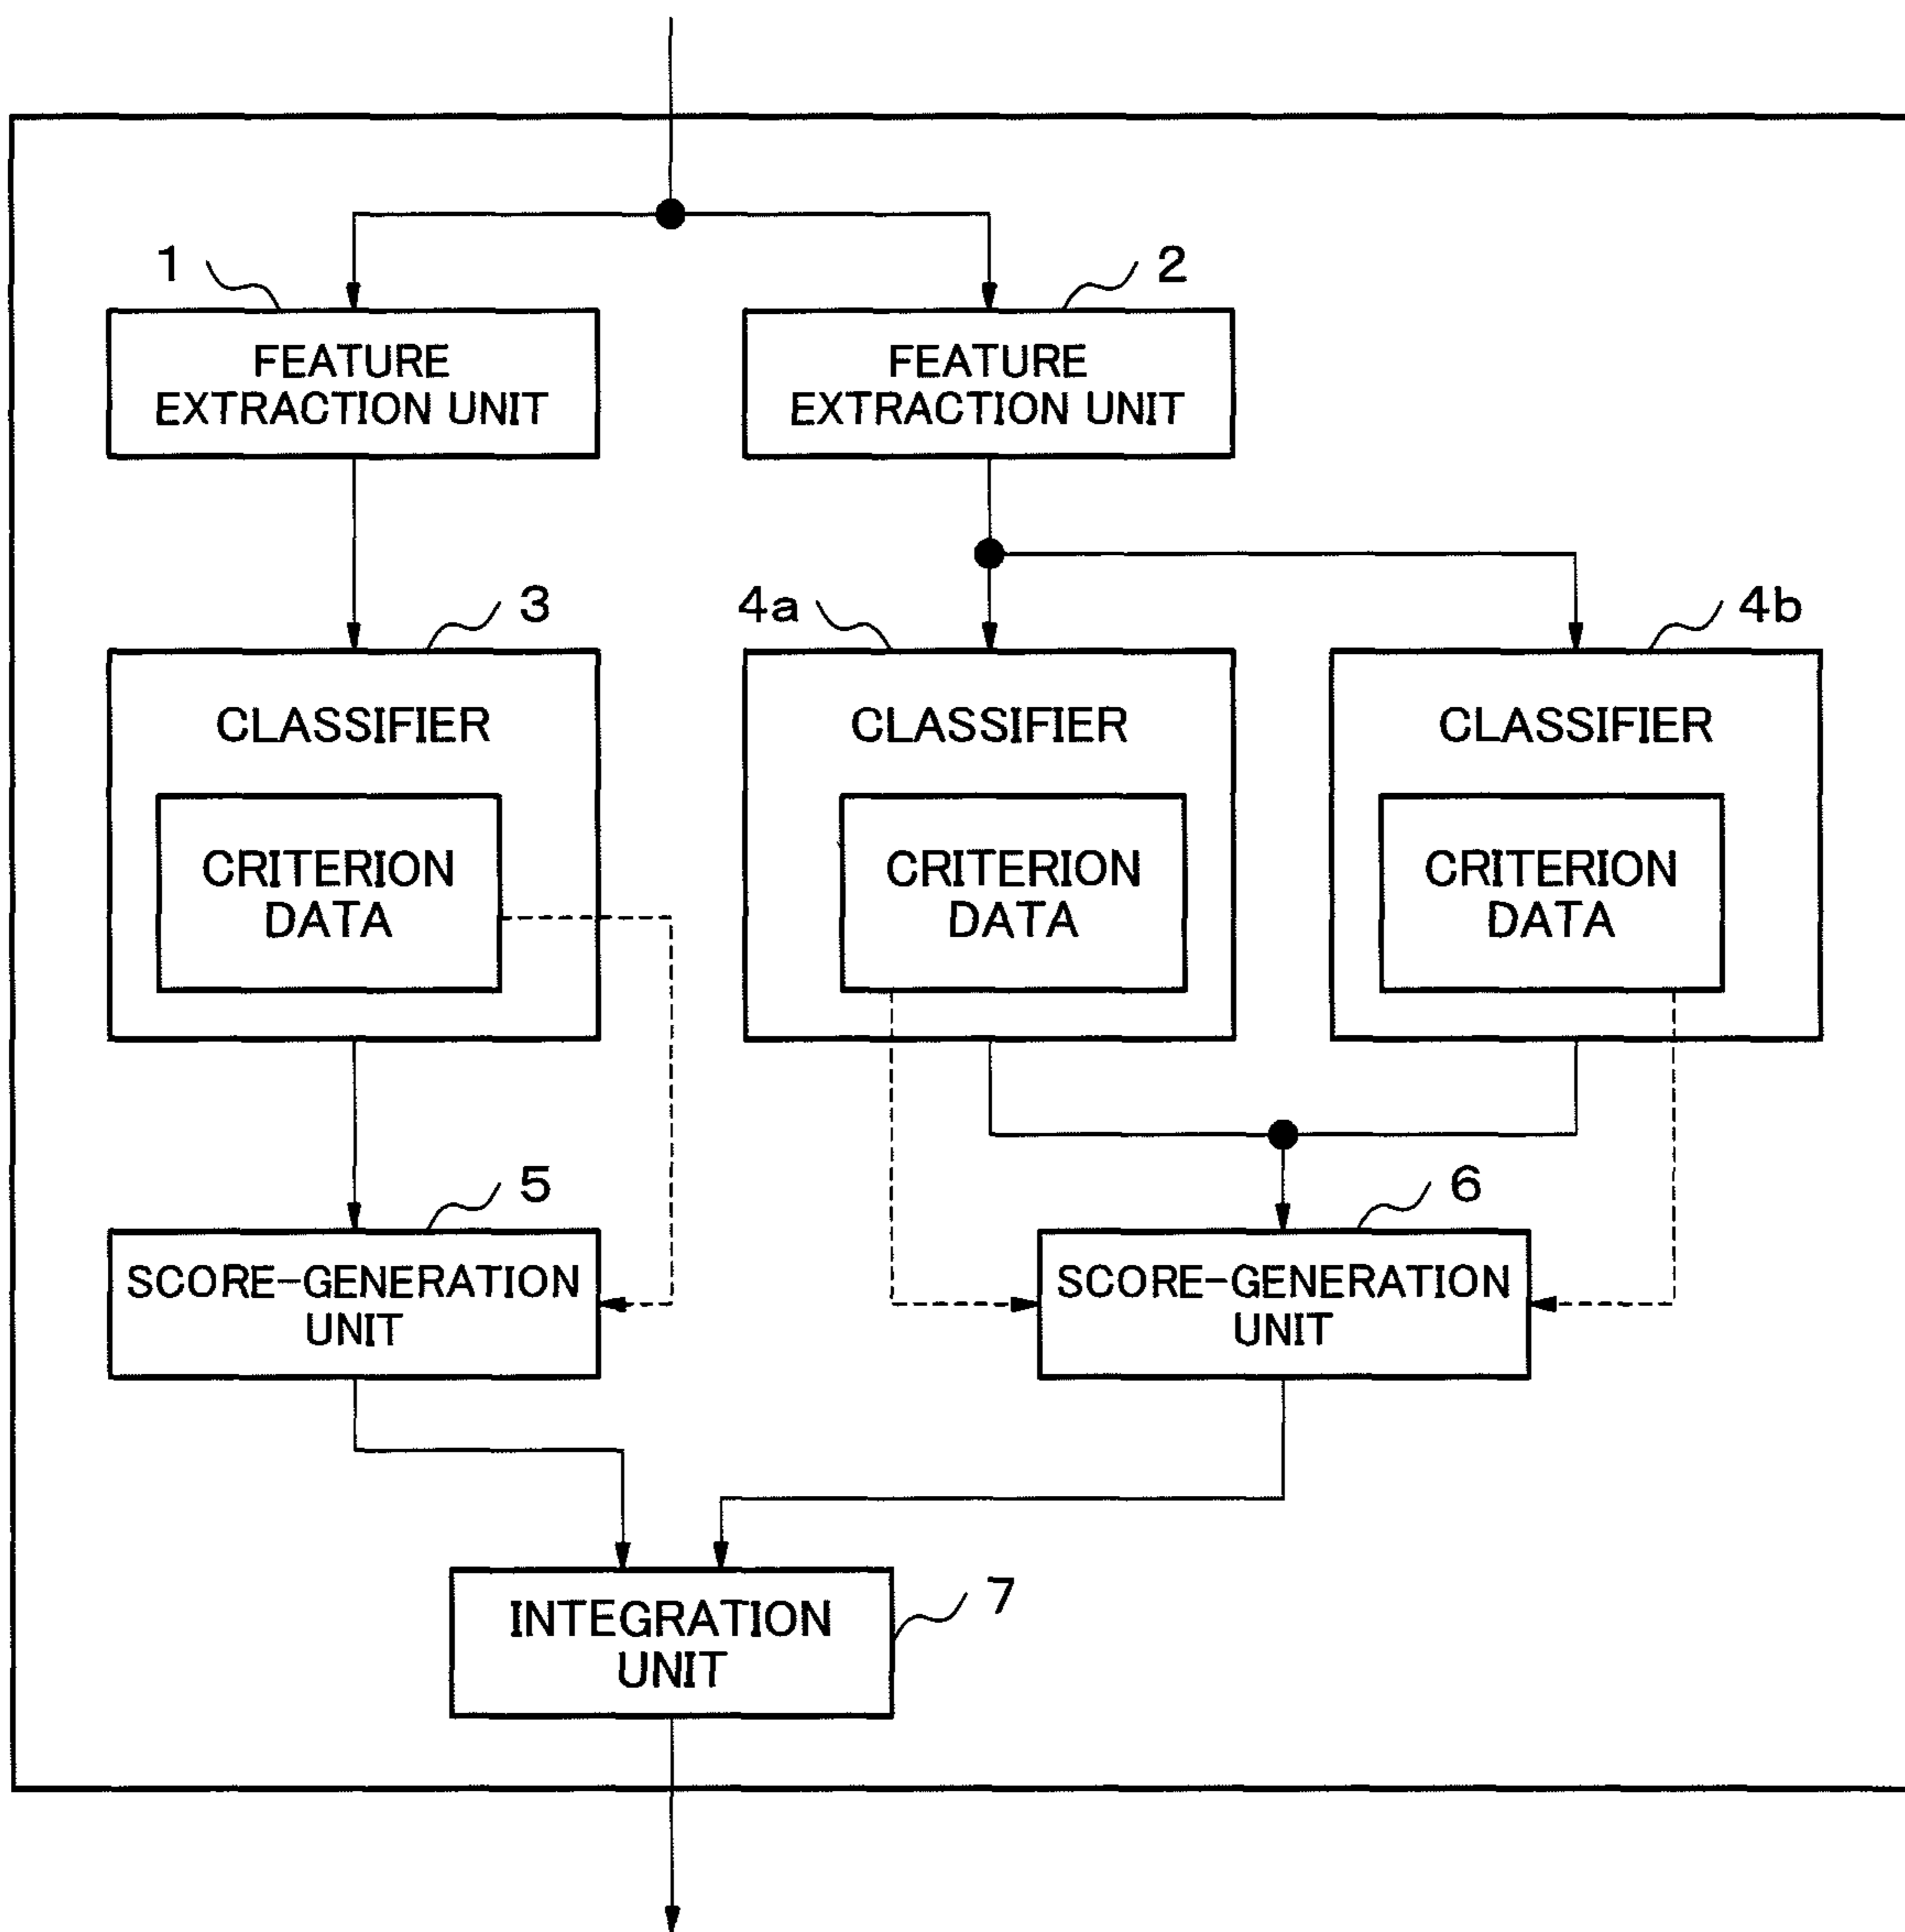 1
2
FEATURE
EXTRACTION UNIT
FEATURE
EXTRACTION UNIT
3
4a
4b
CLASSIFIER
CLASSIFIER
CLASSIFIER
CRITERION
DATA
CRITERION
DATA
CRITERION
DATA
5
6
SCORE-GENERATION
UNIT
SCORE-GENERATION
UNIT
7
INTEGRATION
UNIT